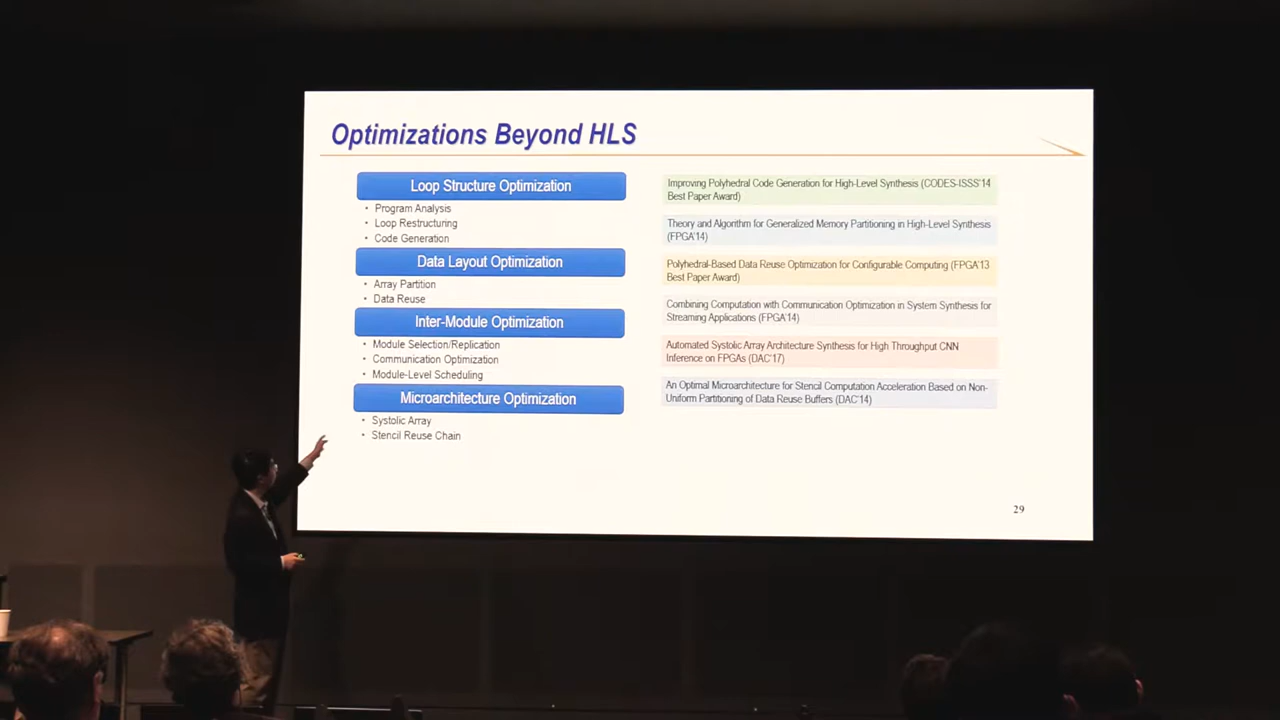 Optimizations Beyond HLS
Loop Structure Optimization
• Program Analysis
• Loop Restructuring
• Code Generation
Data Layout Optimization
• Array Partition
• Data Reuse
Inter-Module Optimization
• Module Selection/Replication
• Communication Optimization
• Module-Level Scheduling
Microarchitecture Optimization
• Systolic Array
• Stencil Reuse Chain
Improving Polyhedral Code Generation for High-Level Synthesis (CODES-ISSS'14
Best Paper Award)
Theory and Algorithm for Generalized Memory Partitioning in High-Level Synthesis
(FPGA'14)
Polyhedral-Based Data Reuse Optimization for Configurable Computing (FPGA'13
Best Paper Award)
Combining Computation with Communication Optimization in System Synthesis for
Streaming Applications (FPGA'14)
Automated Systolic Array Architecture Synthesis for High Throughput CNN
Inference on FPGAs (DAC'17)
An Optimal Microarchitecture for Stencil Computation Acceleration Based on Non-
Uniform Partitioning of Data Reuse Buffers (DAC'14)
29